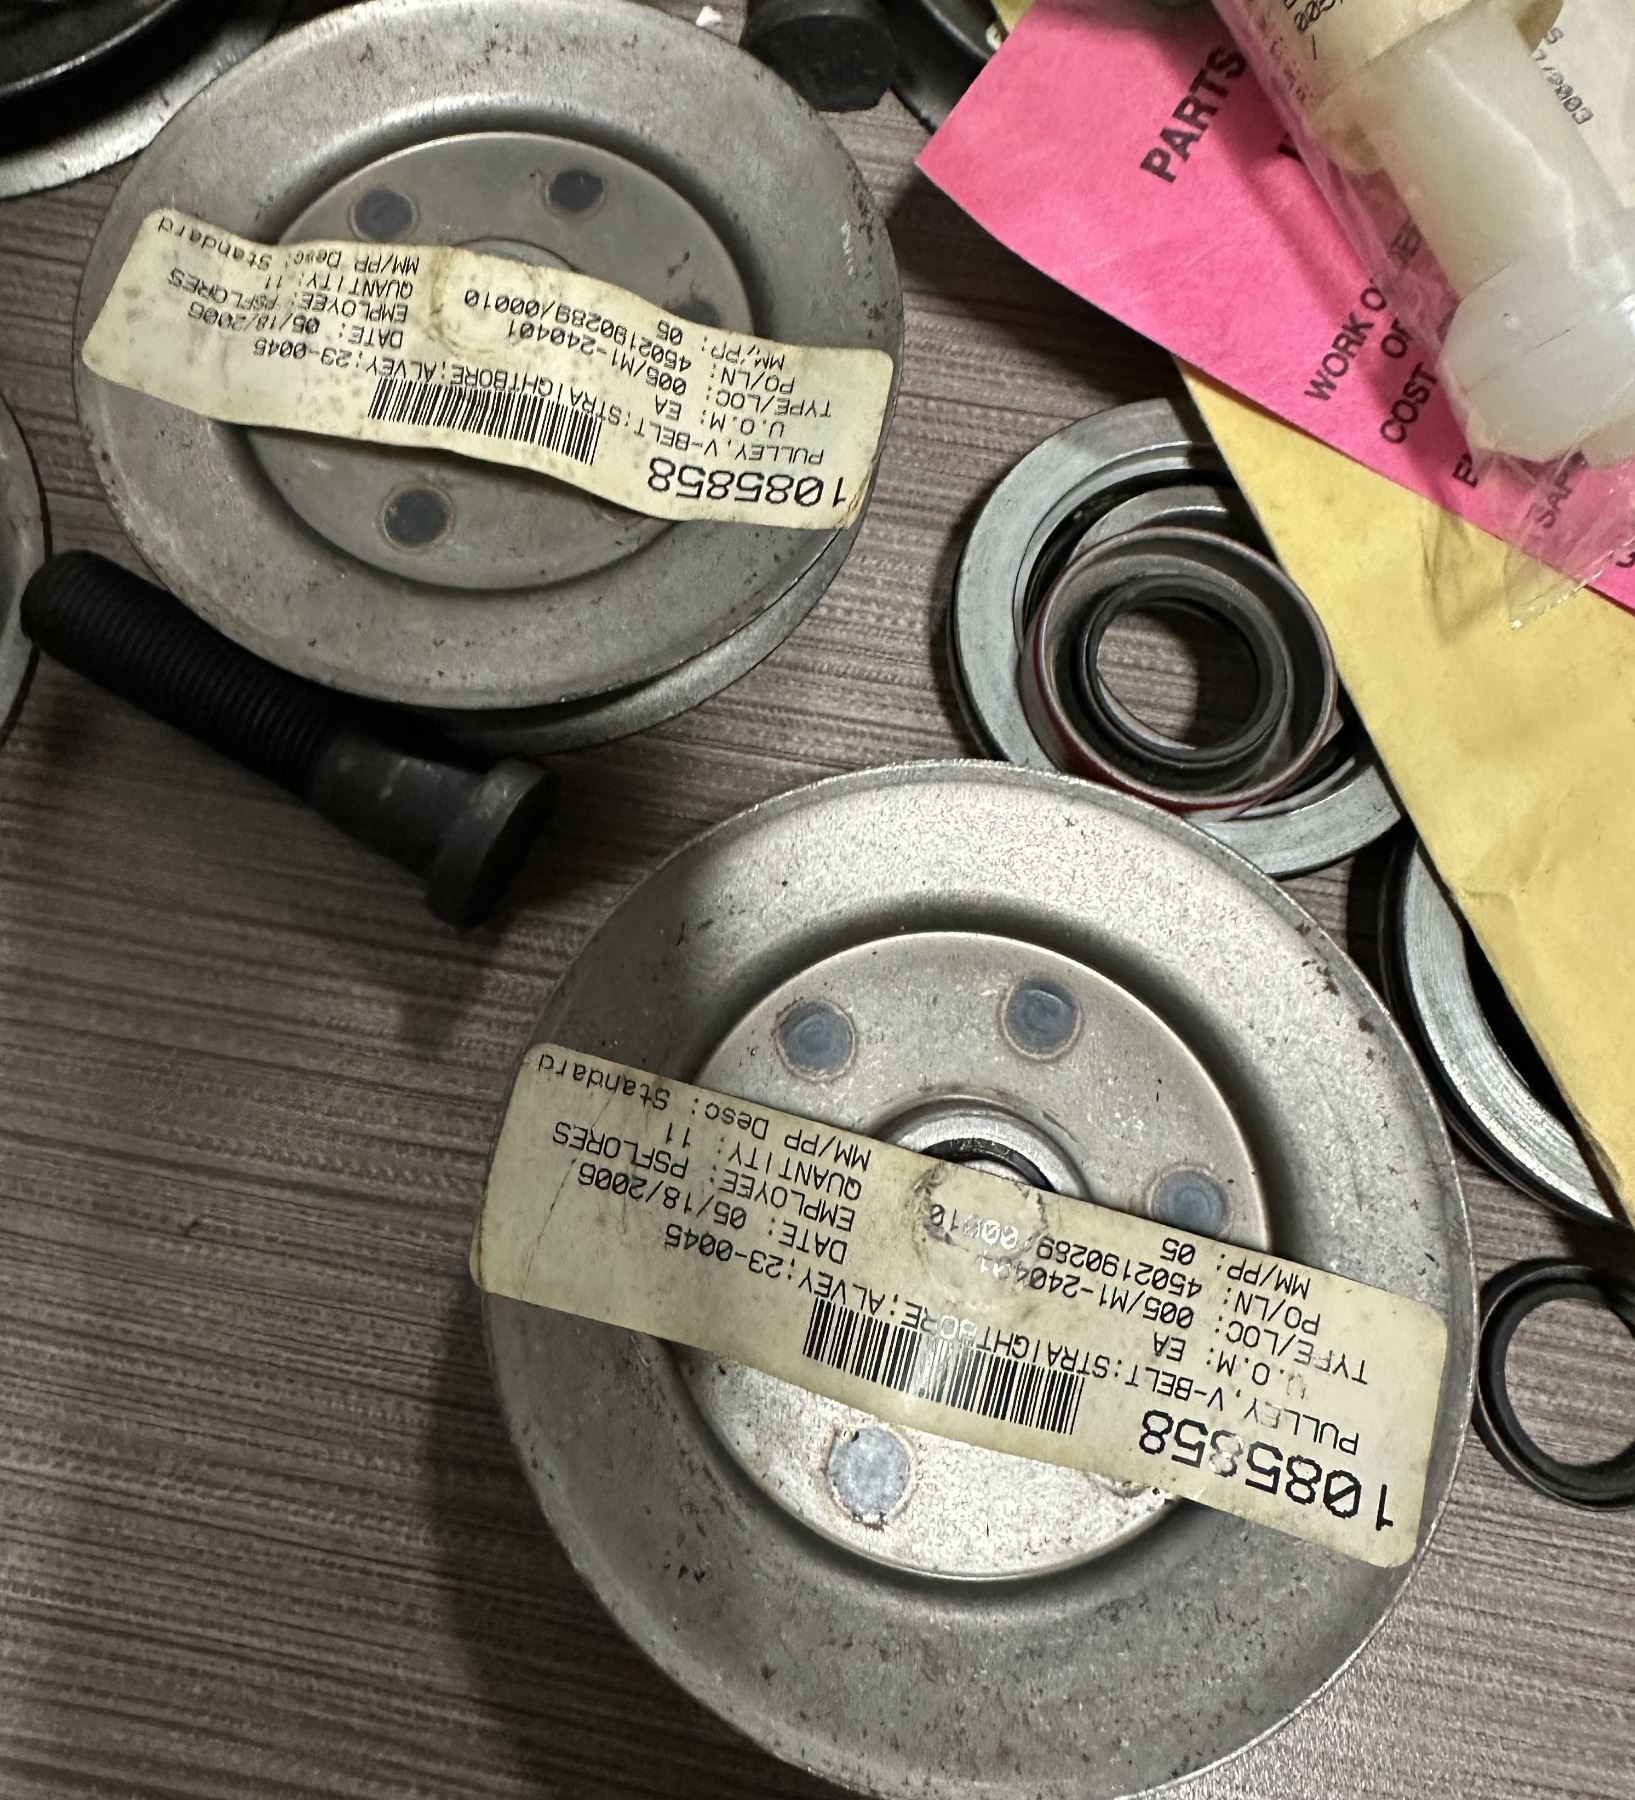 1085858
PULLEY, V-BELT:STRAIGHTBORE;ALVEY;23-0045
U.O.M: EA
TYPE/LOC: 005/M1-240401
PO/LN: 4502190289/00010
MM/PP: 05
DATE: 05/18/2006
EMPLOYEE: PSFLORES
QUANTITY: 11
MM/PP Desc: Standard
1085858
PULLEY, V-BELT:STRAIGHTBORE;ALVEY;23-0045
U.O.M: EA
TYPE/LOC: 005/M1-240401
PO/LN: 4502190289/00010
MM/PP: 05
DATE: 05/18/2006
EMPLOYEE: PSFLORES
QUANTITY: 11
MM/PP Desc: Standard
PARTS
WORK
COST